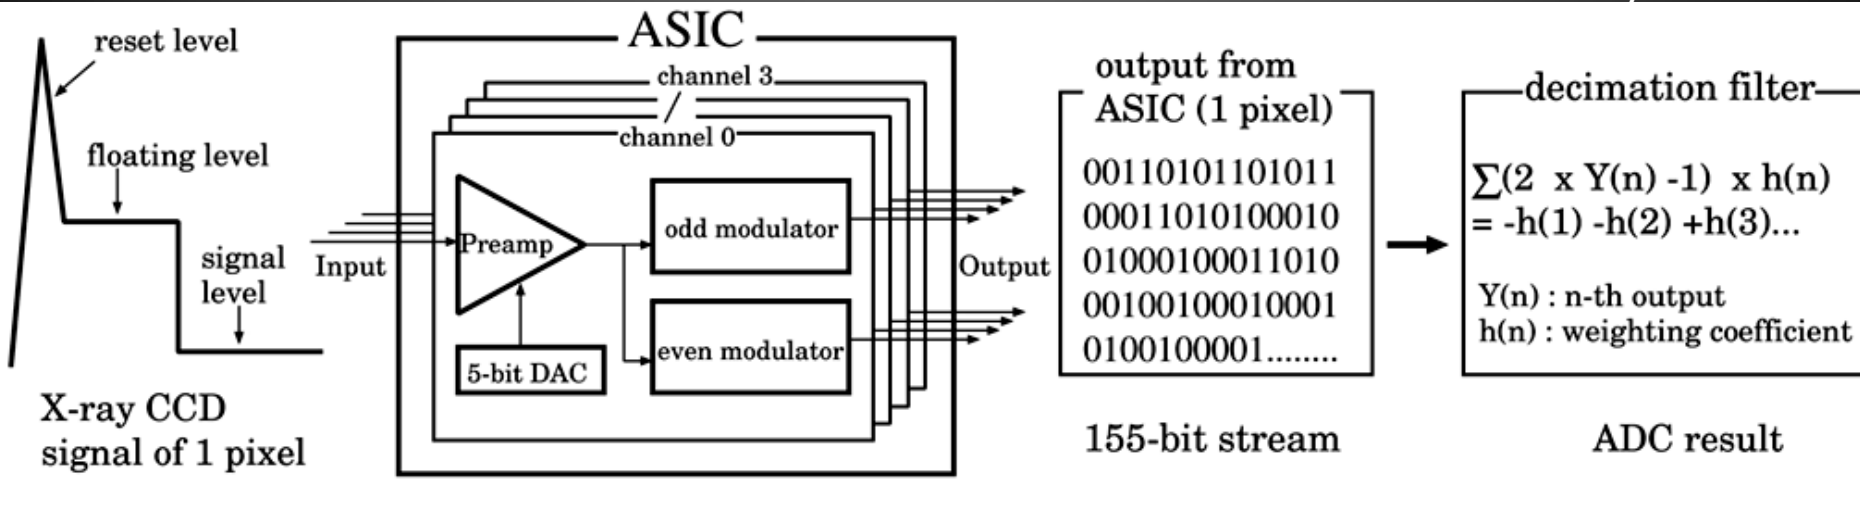 reset level
floating level
signal
level
X-ray CCD
signal of 1 pixel
Input
ASIC
channel 3
/
channel 0
Preamp
5-bit DAC
odd modulator
even modulator
Output
output from
ASIC (1 pixel)
00110101101011
00011010100010
01000100011010
00100100010001
0100100001........
155-bit stream
decimation filter
∑(2 x Y(n) -1) x h(n)
= -h(1) -h(2) +h(3)...
Y(n) : n-th output
h(n) : weighting coefficient
ADC result